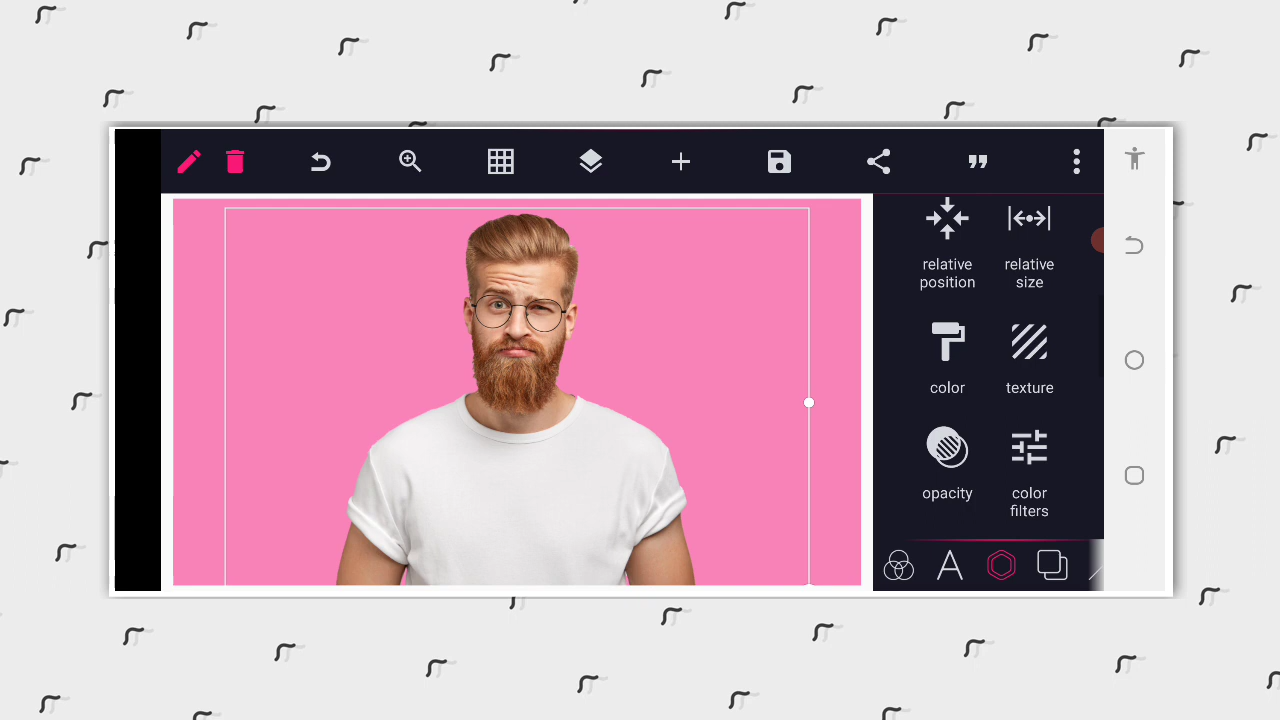 relative
position
relative
size
color
texture
opacity
color
filters